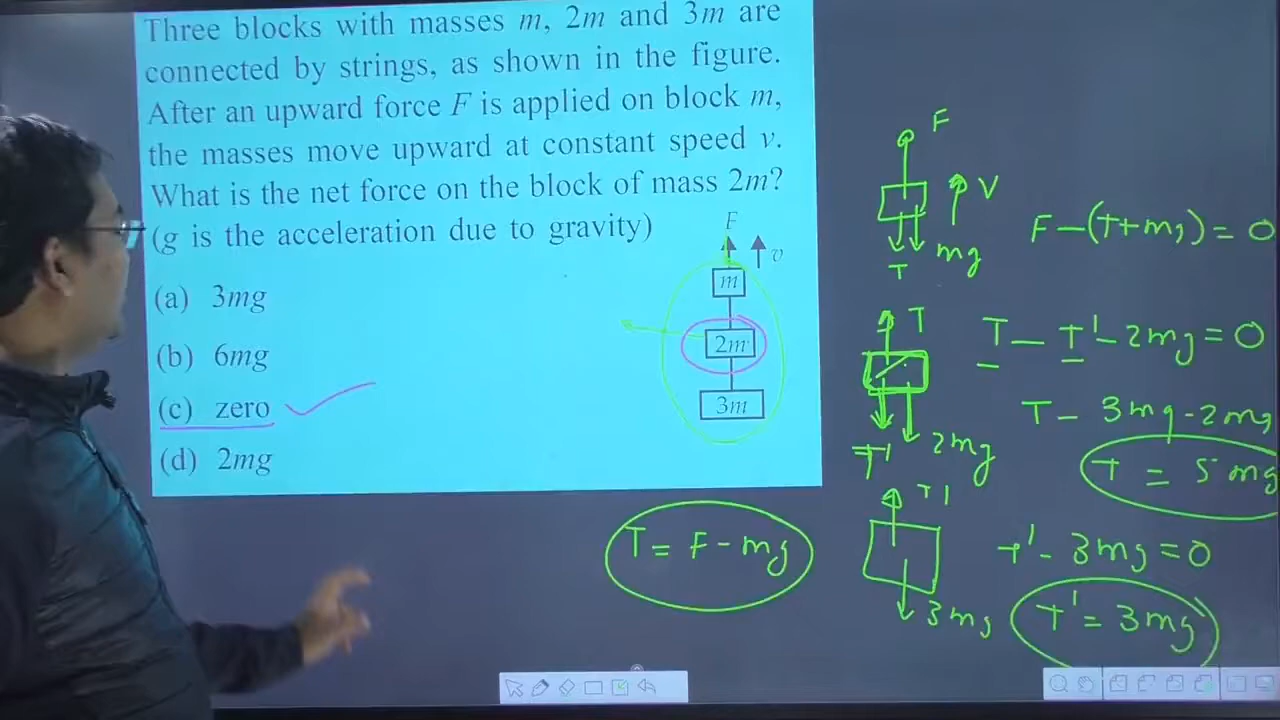 Three blocks with masses m, 2m and 3m are
connected by strings, as shown in the figure.
After an upward force F is applied on block m,
the masses move upward at constant speed v.
What is the net force on the block of mass 2m?
(g is the acceleration due to gravity)
(a) 3mg
(b) 6mg
(c) zero
(d) 2mg
F
v
m
2m
3m
F
V
T mg
F-(T+mg)=0
T
T - T' - 2mg = 0
T' 2mg
T - 3mg - 2mg
T = 5mg
T = F - mg
T1
3mg
T' - 3mg = 0
T' = 3mg